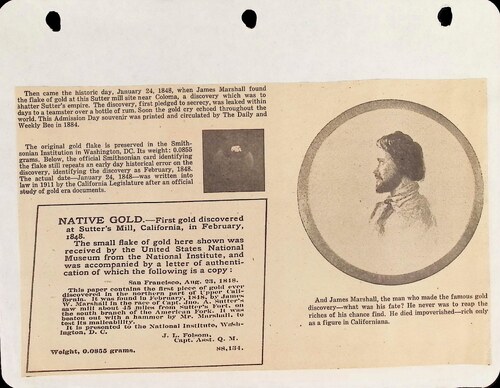 Then came the historic day, January 24, 1848, when James Marshall found
the flake of gold at this Sutter mill site near Coloma, a discovery which was to
shatter Sutter's empire. The discovery, first pledged to secrecy, was leaked within
days to a teamster over a bottle of rum. Soon the gold cry echoed throughout the
world. This Admission Day souvenir was printed and circulated by The Daily and
Weekly Bee in 1884.
The original gold flake is preserved in the Smith-
sonian Institution in Washington, DC. Its weight: 0.0855
grams. Below, the official Smithsonian card identifying
the flake still repeats an early day historical error on the
discovery, identifying the discovery as February, 1848.
The actual date—January 24, 1848—was written into
law in 1911 by the California Legislature after an official
study of gold era documents.
NATIVE GOLD.—First gold discovered
at Sutter's Mill, California, in February,
1848.
The small flake of gold here shown was
received by the United States National
Museum from the National Institute, and
was accompanied by a letter of authenti-
cation of which the following is a copy:
San Francisco, Aug. 23, 1848.
This paper contains the first piece of gold ever
discovered in the northern part of Upper Cali-
fornia. It was found in February, 1848, by James
W. Marshall in the race of Capt. Jno. A. Sutter's
saw mill about 45 miles from Sutter's Fort, on
the south branch of the American Fork. It was
beaten out with a hammer by Mr. Marshall, to
test its malleability.
It is presented to the National Institute, Wash-
ington, D. C.
J. L. Folsom,
Capt. Asst. Q. M.
Weight, 0.0855 grams.
88,134.
And James Marshall, the man who made the famous gold
discovery—what was his fate? He never was to reap the
riches of his chance find. He died impoverished—rich only
as a figure in Californiana.